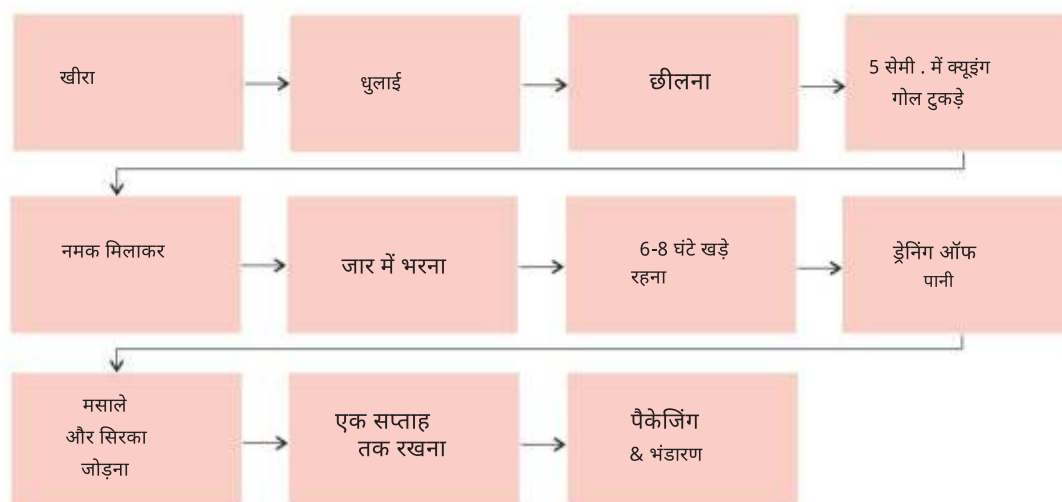 खीरा
धुलाई
छीलना
5 सेमी . में क्यूइंग
गोल टुकड़े
नमक मिलाकर
जार में भरना
6-8 घंटे खड़े
रहना
ड्रेनिंग ऑफ
पानी
मसाले
और सिरका
जोड़ना
एक सप्ताह
तक रखना
पैकेजिंग
& भंडारण